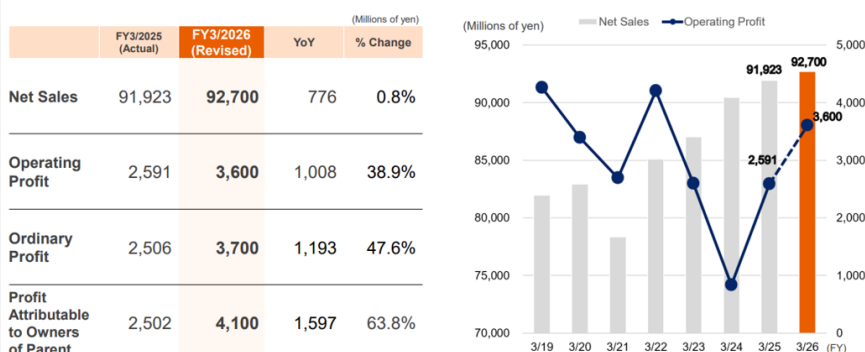 (Millions of yen)
FY3/2025
(Actual)
FY3/2026
(Revised)
YoY
% Change
Net Sales
91,923
92,700
776
0.8%
Operating
Profit
2,591
3,600
1,008
38.9%
Ordinary
Profit
2,506
3,700
1,193
47.6%
Profit
Attributable
to Owners
of Parent
2,502
4,100
1,597
63.8%
(Millions of yen)
Net Sales
Operating Profit
95,000
90,000
85,000
80,000
75,000
70,000
5,000
4,000
3,000
2,000
1,000
0
91,923
92,700
2,591
3,600
3/19
3/20
3/21
3/22
3/23
3/24
3/25
3/26
(FY)